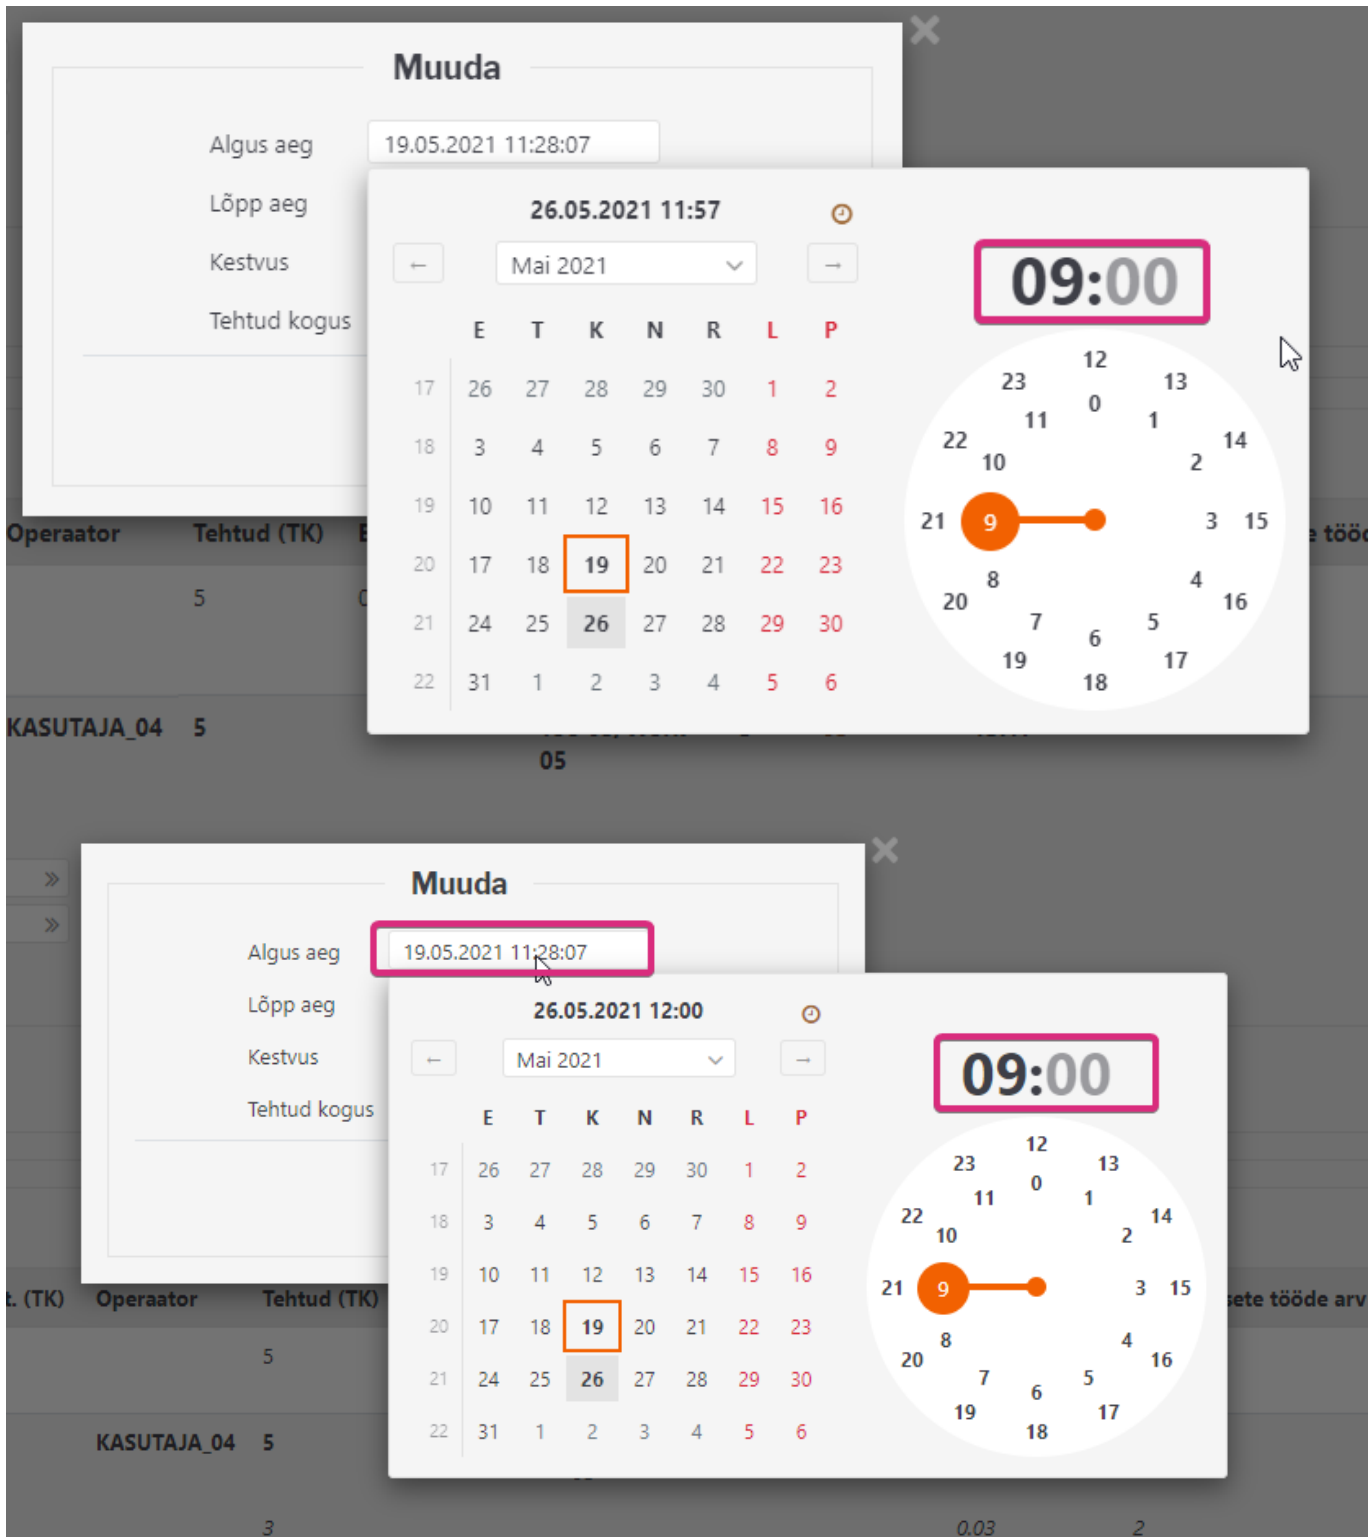 Muuda
Algus aeg 19.05.2021 11:28:07
Lõpp aeg
Kestvus
Tehtud kogus
26.05.2021 11:57
← Mai 2021 →
E T K N R L P
17 26 27 28 29 30 1 2
18 3 4 5 6 7 8 9
19 10 11 12 13 14 15 16
20 17 18 19 20 21 22 23
21 24 25 26 27 28 29 30
22 31 1 2 3 4 5 6
09:00
12
23 13
11 0 1
22 14
10 2
21 9 3 15
8 4
20 16
7 6 5
19 17
18
Operaator Tehtud (TK)
5
KASUTAJA_04 5
05
Muuda
Algus aeg 19.05.2021 11:28:07
Lõpp aeg
Kestvus
Tehtud kogus
26.05.2021 12:00
← Mai 2021 →
E T K N R L P
17 26 27 28 29 30 1 2
18 3 4 5 6 7 8 9
19 10 11 12 13 14 15 16
20 17 18 19 20 21 22 23
21 24 25 26 27 28 29 30
22 31 1 2 3 4 5 6
09:00
12
23 13
11 0 1
22 14
10 2
21 9 3 15
8 4
20 16
7 6 5
19 17
18
t. (TK) Operaator Tehtud (TK) sete tööde arv
5
KASUTAJA_04 5
3 0.03 2